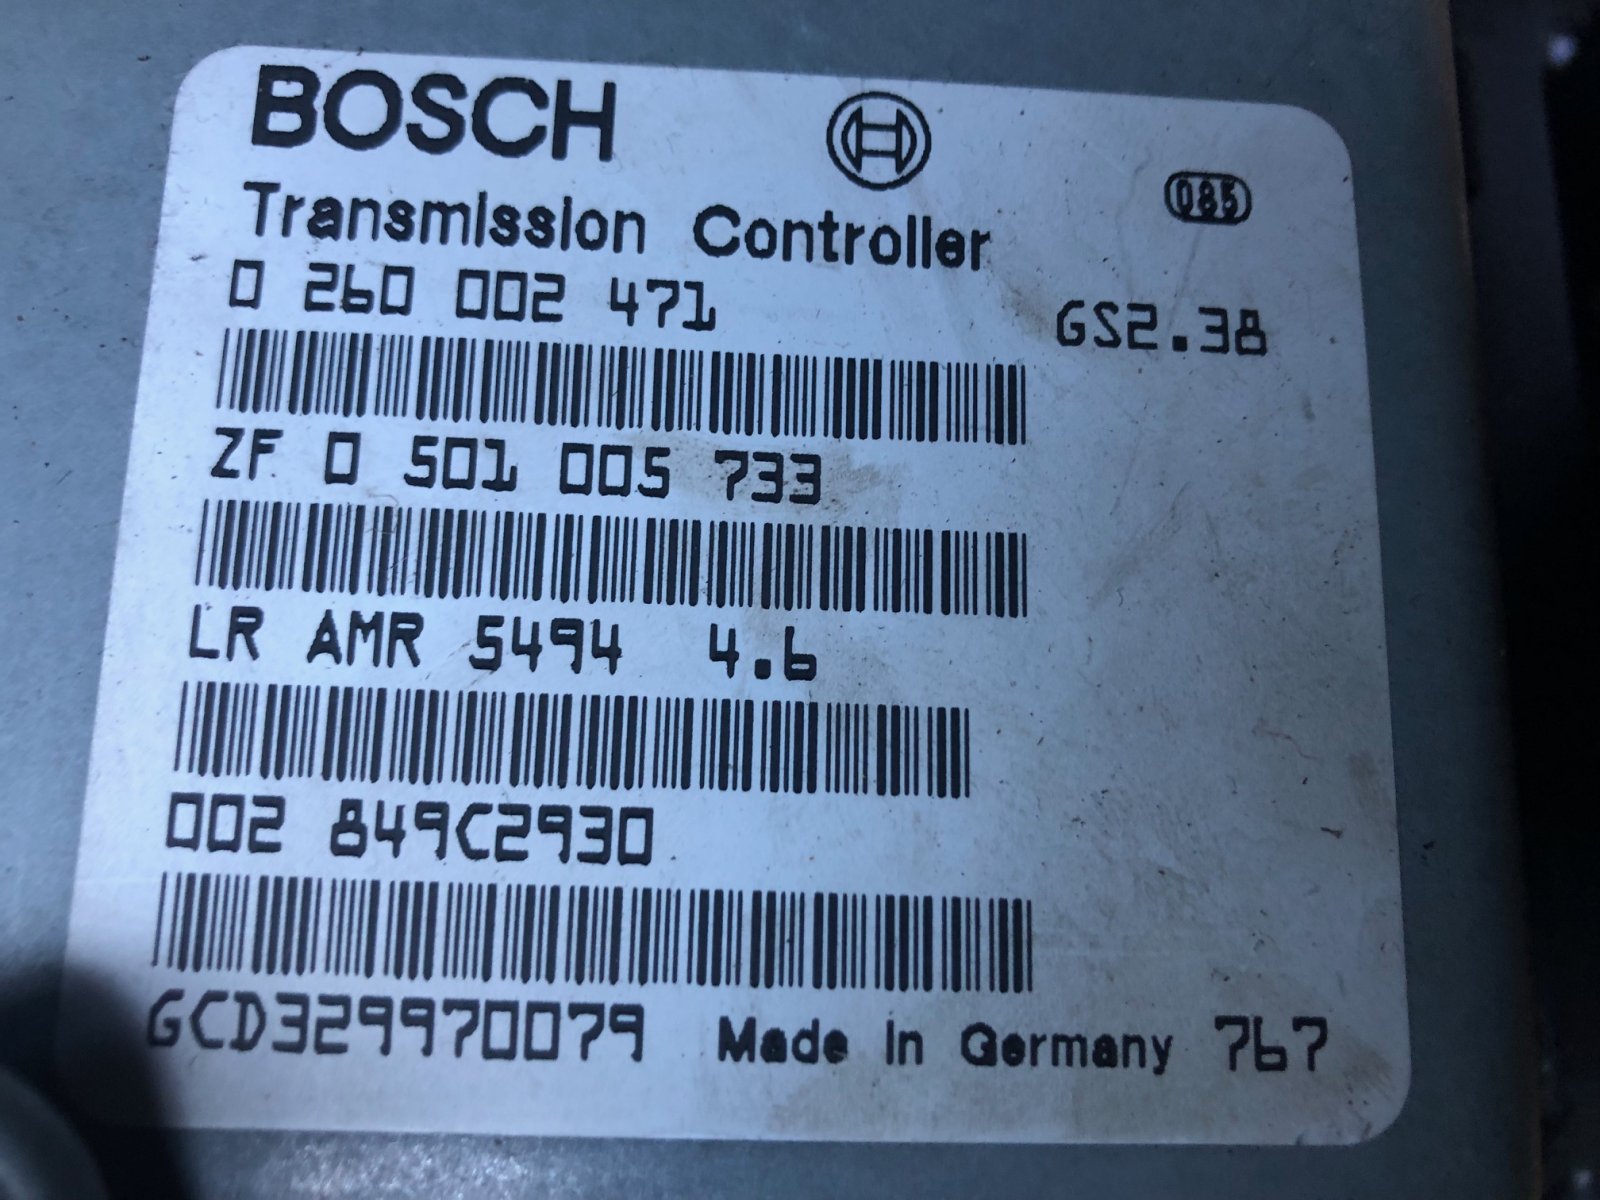 BOSCH
085
Transmission Controller
0 260 002 471 GS2.38
ZF 0 501 005 733
LR AMR 5494 4.6
002 849C2930
GCD329970079 Made in Germany 767